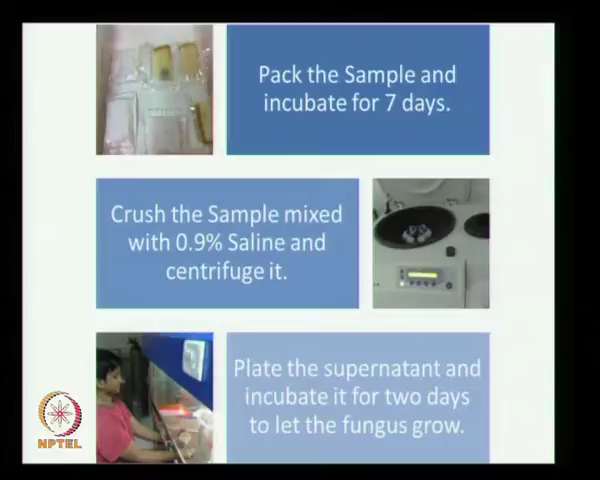 Pack the Sample and
incubate for 7 days.
Crush the Sample mixed
with 0.9% Saline and
centrifuge it.
Plate the supernatant and
incubate it for two days
to let the fungus grow.
NPTEL